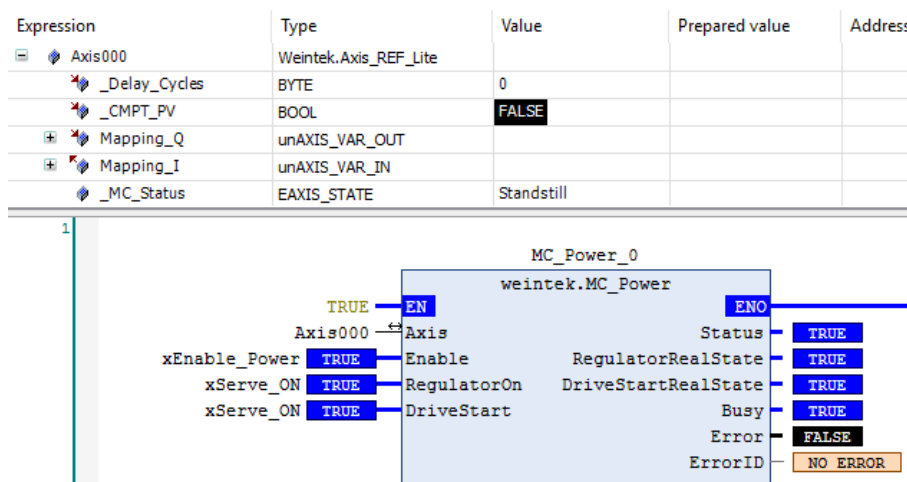 Expression Type Value Prepared value Address
Axis000 Weintek.Axis_REF_Lite
_Delay_Cycles BYTE 0
_CMPT_PV BOOL FALSE
Mapping_Q unAXIS_VAR_OUT
Mapping_I unAXIS_VAR_IN
_MC_Status EAXIS_STATE Standstill
1
MC_Power_0
weintek.MC_Power
TRUE EN ENO
Axis000 Axis Status TRUE
xEnable_Power TRUE Enable RegulatorRealState TRUE
xServe_ON TRUE RegulatorOn DriveStartRealState TRUE
xServe_ON TRUE DriveStart Busy TRUE
Error FALSE
ErrorID NO ERROR